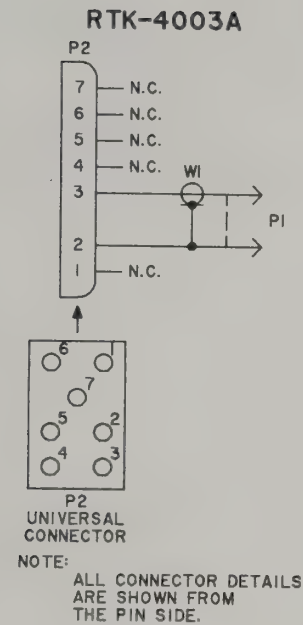 RTK-4003A
P2
7 N.C.
6 N.C.
5 N.C.
4 N.C.
3 W1
P1
2
1 N.C.
6 1
7
5 2
4 3
P2
UNIVERSAL
CONNECTOR
NOTE:
ALL CONNECTOR DETAILS
ARE SHOWN FROM
THE PIN SIDE.